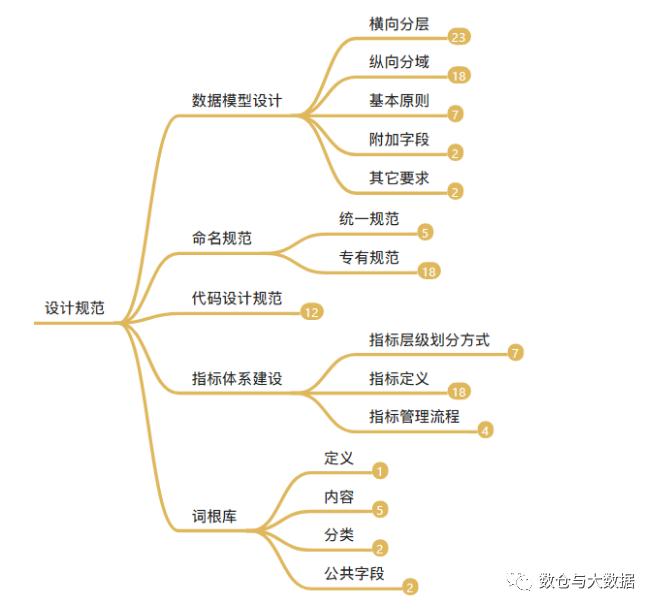 设计规范
数据模型设计
横向分层 23
纵向分域 18
基本原则 7
附加字段 2
其它要求 2
命名规范
统一规范 5
专有规范 18
代码设计规范 12
指标体系建设
指标层级划分方式 7
指标定义 18
指标管理流程 4
词根库
定义 1
内容 5
分类 2
公共字段 2
数仓与大数据